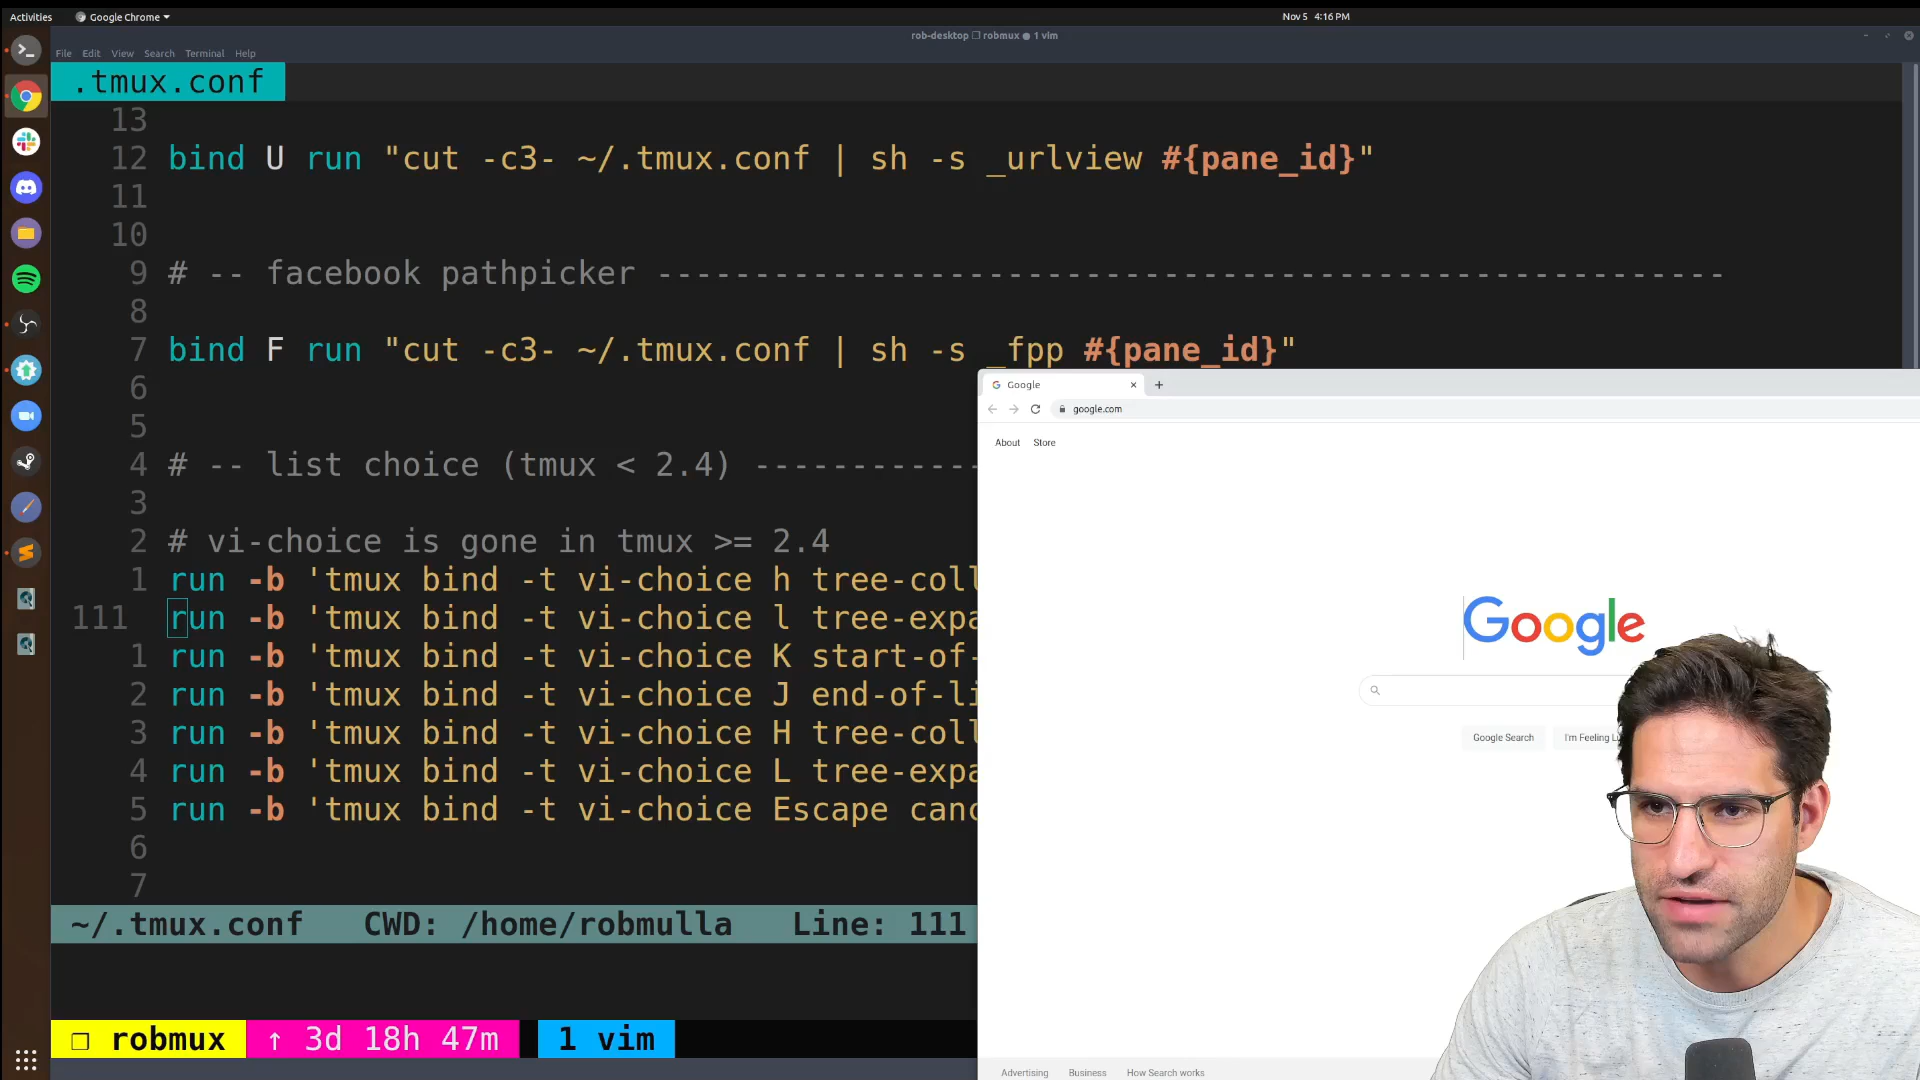 Activities
Google Chrome
Nov 5 4:16 PM
rob-desktop ❐ robmux ● 1 vim
File Edit View Search Terminal Help
.tmux.conf
13
12 bind U run "cut -c3- ~/.tmux.conf | sh -s _urlview #{pane_id}"
11
10
9 # -- facebook pathpicker -------------------------------------------------------
8
7 bind F run "cut -c3- ~/.tmux.conf | sh -s _fpp #{pane_id}"
6
5
4 # -- list choice (tmux < 2.4) ------------
3
2 # vi-choice is gone in tmux >= 2.4
1 run -b 'tmux bind -t vi-choice h tree-coll
111 run -b 'tmux bind -t vi-choice l tree-expa
1 run -b 'tmux bind -t vi-choice K start-of-
2 run -b 'tmux bind -t vi-choice J end-of-li
3 run -b 'tmux bind -t vi-choice H tree-coll
4 run -b 'tmux bind -t vi-choice L tree-expa
5 run -b 'tmux bind -t vi-choice Escape canc
6
7
~/.tmux.conf CWD: /home/robmulla Line: 111
❐ robmux ↑ 3d 18h 47m 1 vim
Google
google.com
About Store
Google
Google Search I'm Feeling Lu
Advertising Business How Search works